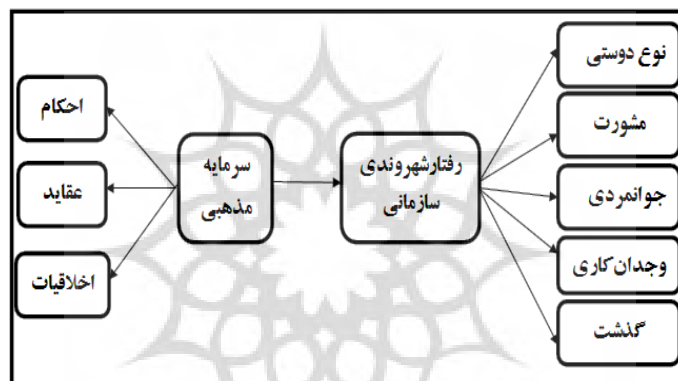 نوع دوستی
مشورت
جوانمردی
وجدان کاری
گذشت
رفتارشهروندی
سازمانی
سرمایه
مذهبی
احکام
عقاید
اخلاقیات